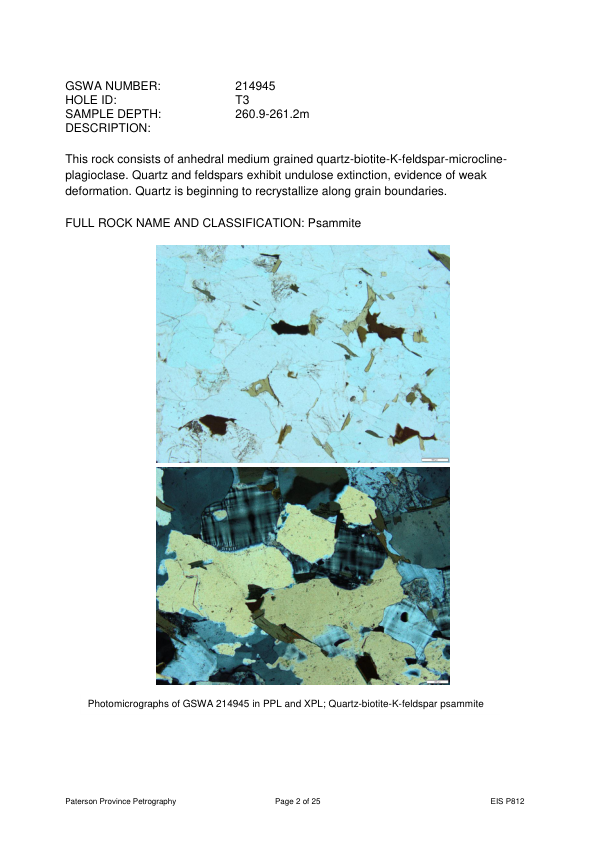 GSWA NUMBER: 214945
HOLE ID: T3
SAMPLE DEPTH: 260.9-261.2m
DESCRIPTION:
This rock consists of anhedral medium grained quartz-biotite-K-feldspar-microcline-
plagioclase. Quartz and feldspars exhibit undulose extinction, evidence of weak
deformation. Quartz is beginning to recrystallize along grain boundaries.
FULL ROCK NAME AND CLASSIFICATION: Psammite
Photomicrographs of GSWA 214945 in PPL and XPL; Quartz-biotite-K-feldspar psammite
Paterson Province Petrography Page 2 of 25 EIS P812